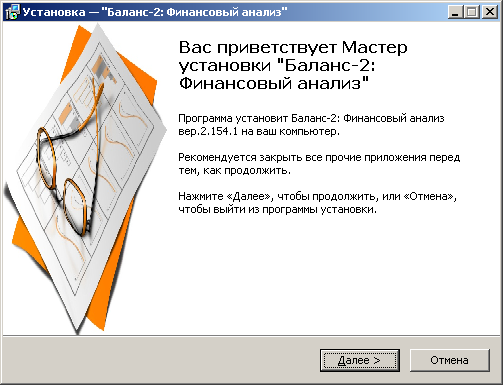 Установка — "Баланс-2: Финансовый анализ"
Вас приветствует Мастер
установки "Баланс-2:
Финансовый анализ"
Программа установит Баланс-2: Финансовый анализ
вер.2.154.1 на ваш компьютер.
Рекомендуется закрыть все прочие приложения перед
тем, как продолжить.
Нажмите «Далее», чтобы продолжить, или «Отмена»,
чтобы выйти из программы установки.
Далее >
Отмена